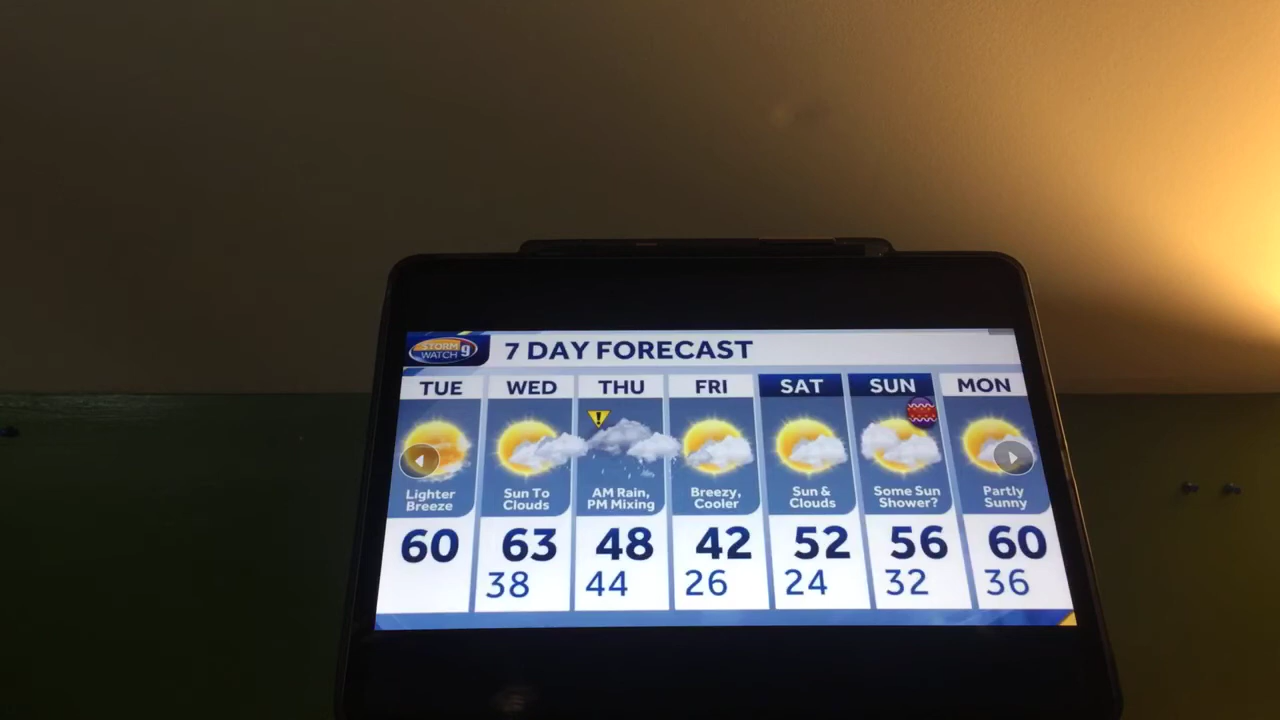 STORM
WATCH 9
7 DAY FORECAST
TUE WED THU FRI SAT SUN MON
!
Lighter
Breeze
Sun To
Clouds
AM Rain,
PM Mixing
Breezy,
Cooler
Sun &
Clouds
Some Sun
Shower?
Partly
Sunny
60 63 48 42 52 56 60
38 44 26 24 32 36